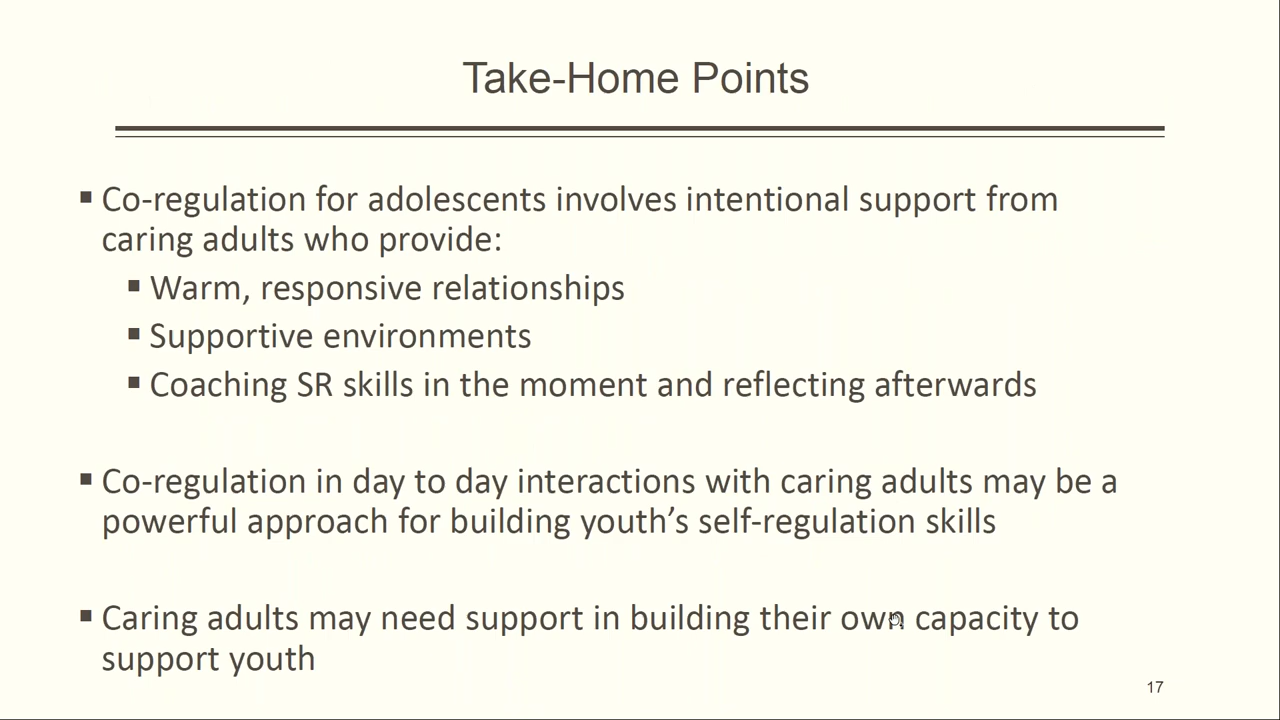 Take-Home Points
▪ Co-regulation for adolescents involves intentional support from
caring adults who provide:
▪ Warm, responsive relationships
▪ Supportive environments
▪ Coaching SR skills in the moment and reflecting afterwards
▪ Co-regulation in day to day interactions with caring adults may be a
powerful approach for building youth’s self-regulation skills
▪ Caring adults may need support in building their own capacity to
support youth
17